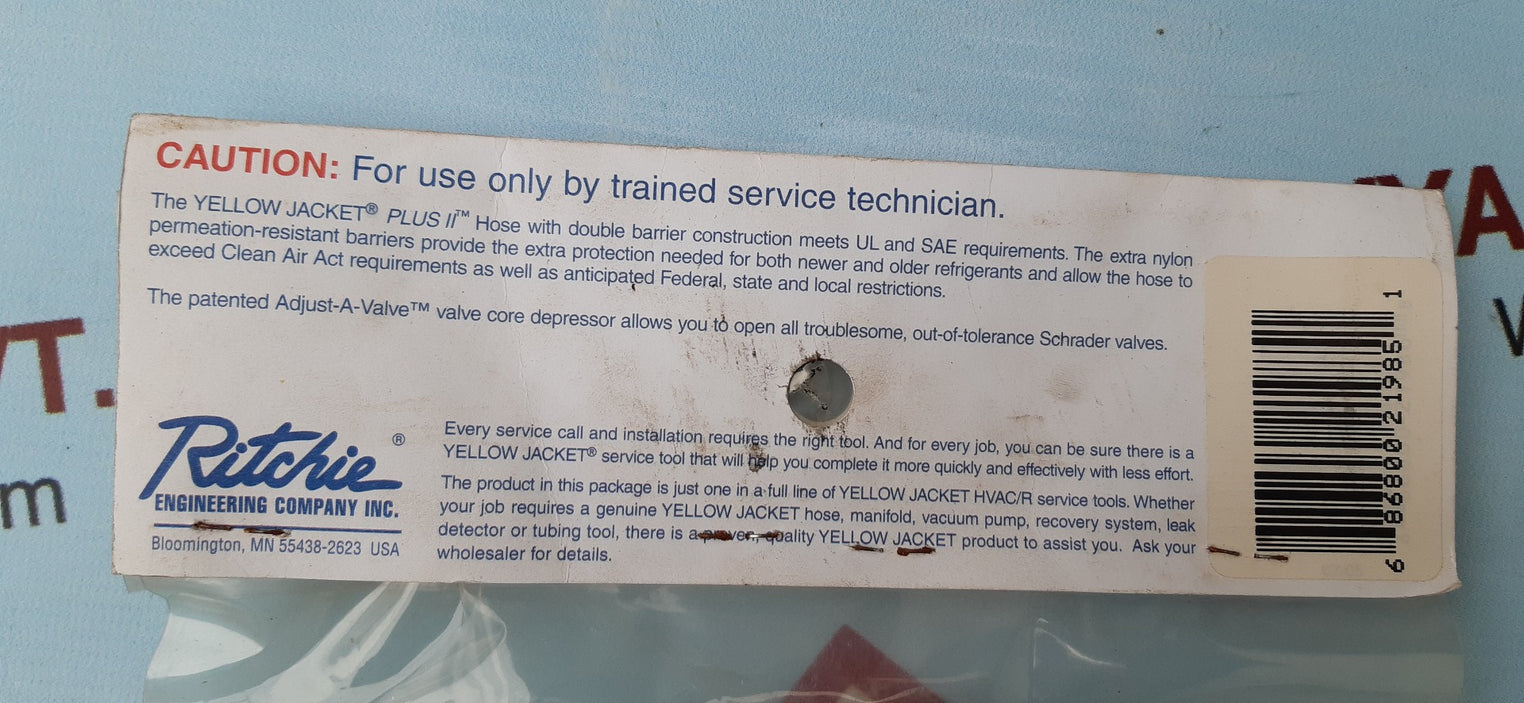 CAUTION: For use only by trained service technician.
The YELLOW JACKET® PLUS II™ Hose with double barrier construction meets UL and SAE requirements. The extra nylon
permeation-resistant barriers provide the extra protection needed for both newer and older refrigerants and allow the hose to
exceed Clean Air Act requirements as well as anticipated Federal, state and local restrictions.
The patented Adjust-A-Valve™ valve core depressor allows you to open all troublesome, out-of-tolerance Schrader valves.
Ritchie®
ENGINEERING COMPANY INC.
Bloomington, MN 55438-2623 USA
Every service call and installation requires the right tool. And for every job, you can be sure there is a
YELLOW JACKET® service tool that will help you complete it more quickly and effectively with less effort.
The product in this package is just one in a full line of YELLOW JACKET HVAC/R service tools. Whether
your job requires a genuine YELLOW JACKET hose, manifold, vacuum pump, recovery system, leak
detector or tubing tool, there is a proven, quality YELLOW JACKET product to assist you. Ask your
wholesaler for details.
6 86800 21985 1
VT.
m
YA
V